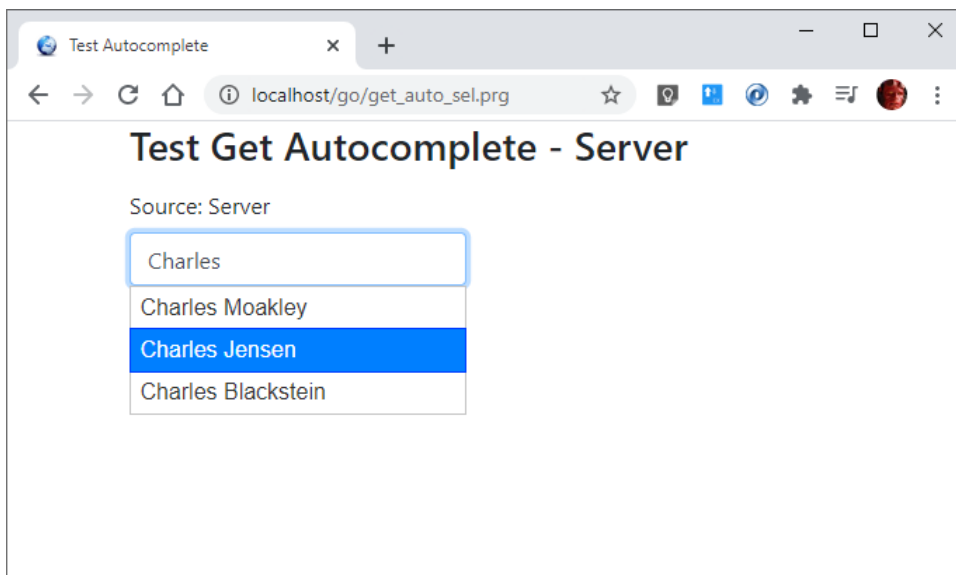 Test Autocomplete
localhost/go/get_auto_sel.prg
Test Get Autocomplete - Server
Source: Server
Charles
Charles Moakley
Charles Jensen
Charles Blackstein